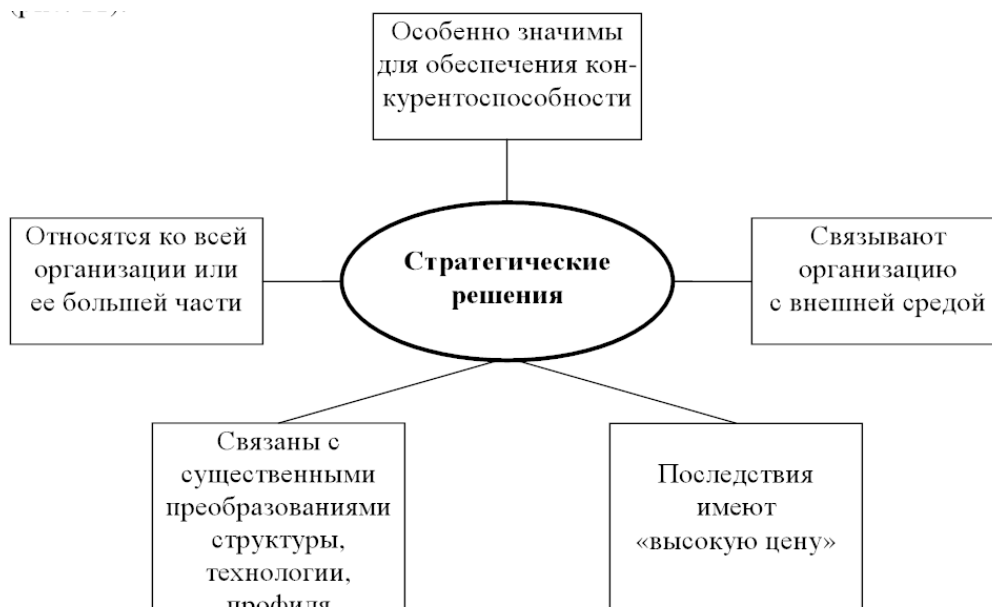 Особенно значимы
для обеспечения кон-
курентоспособности
Относятся ко всей
организации или
ее большей части
Стратегические
решения
Связывают
организацию
с внешней средой
Связаны с
существенными
преобразованиями
структуры,
технологии,
профиля
Последствия
имеют
«высокую цену»